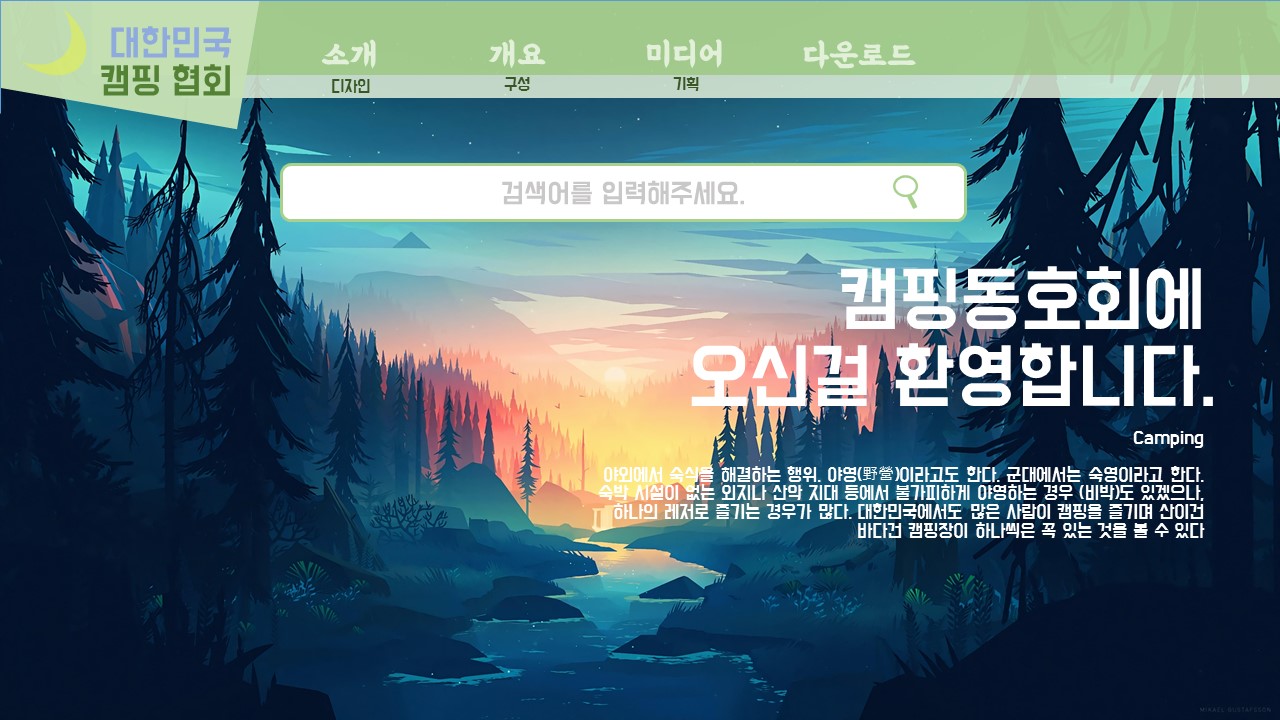 대한민국
캠핑 협회
소개 개요 미디어 다운로드
디자인 구성 기획
검색어를 입력해주세요.
캠핑동호회에
오신걸 환영합니다.
Camping
야외에서 숙식을 해결하는 행위. 야영(野營)이라고도 한다. 군대에서는 숙영이라고 한다.
숙박 시설이 없는 외지나 산악 지대 등에서 불가피하게 야영하는 경우 (비박)도 있겠으나,
하나의 레저로 즐기는 경우가 많다. 대한민국에서도 많은 사람이 캠핑을 즐기며 산이건
바다건 캠핑장이 하나씩은 꼭 있는 것을 볼 수 있다
MIKAEL GUSTAFSSON